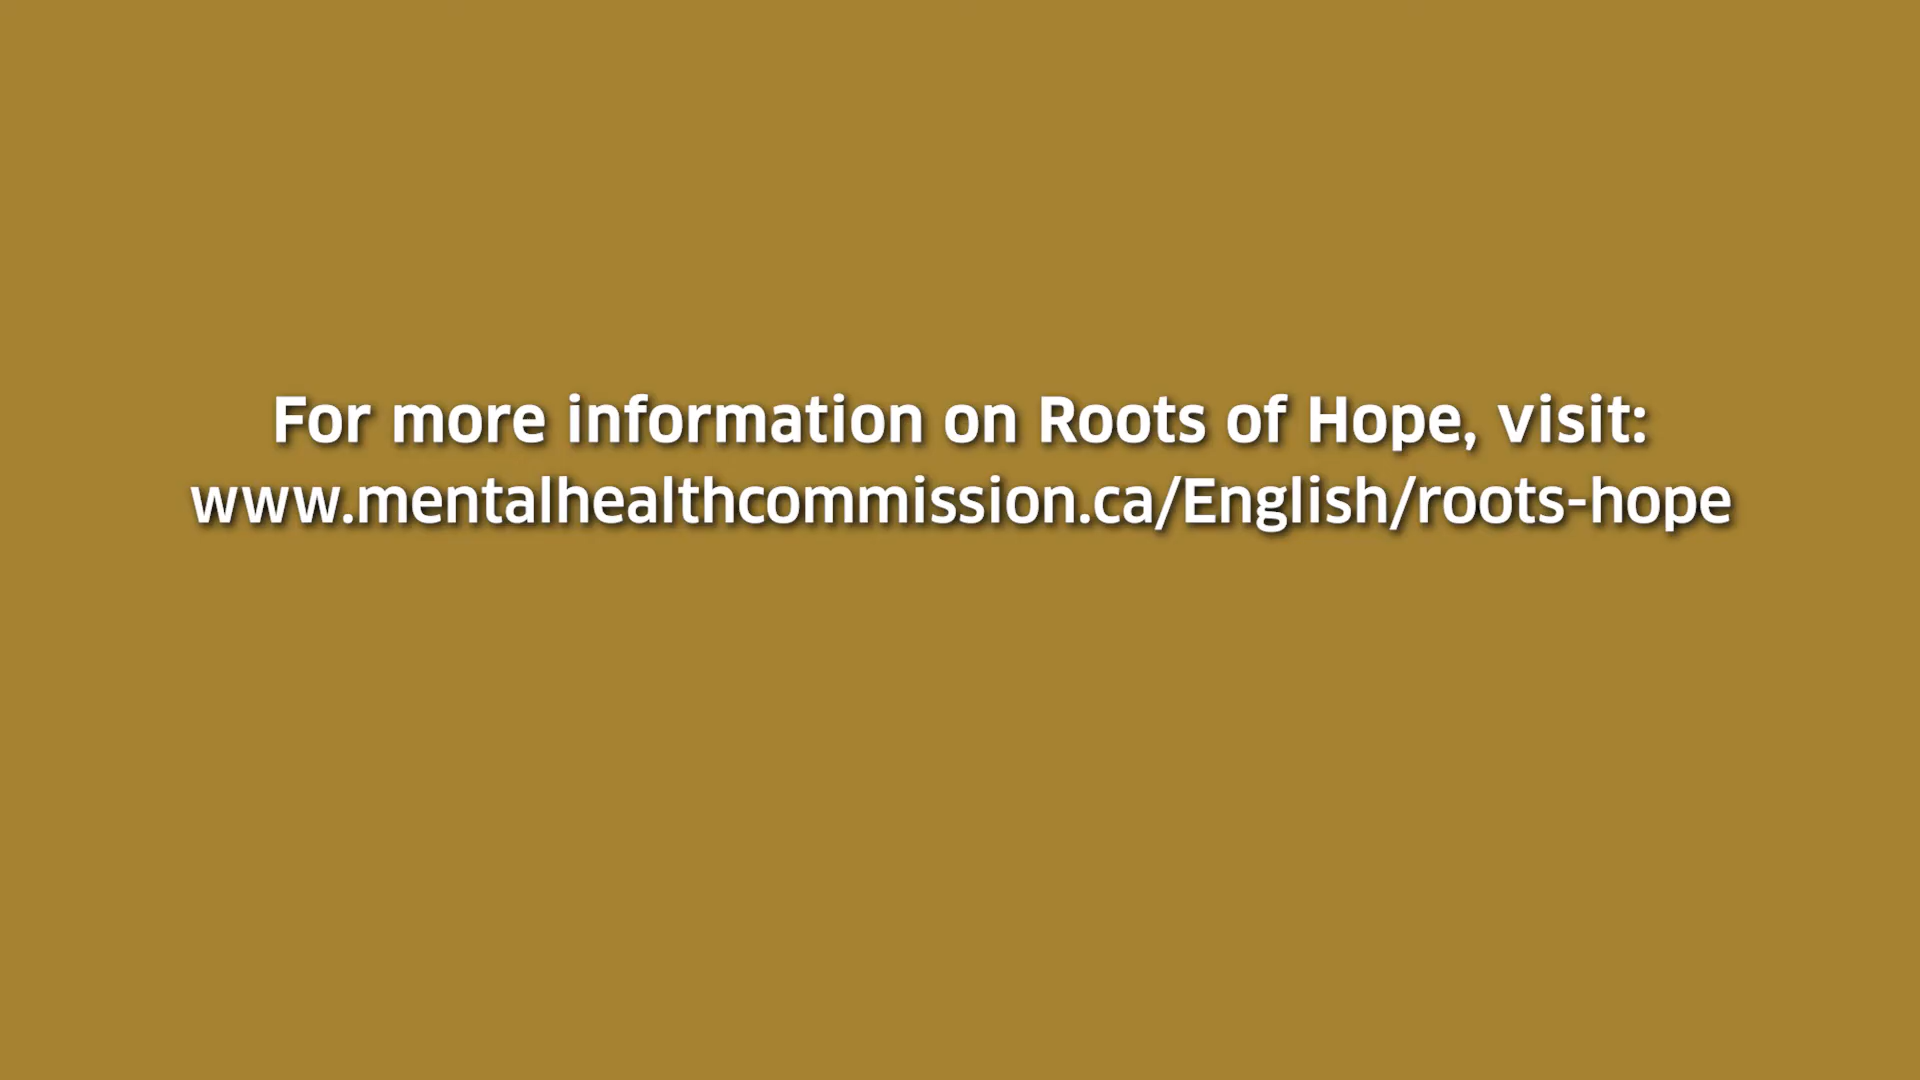 For more information on Roots of Hope, visit:
www.mentalhealthcommission.ca/English/roots-hope